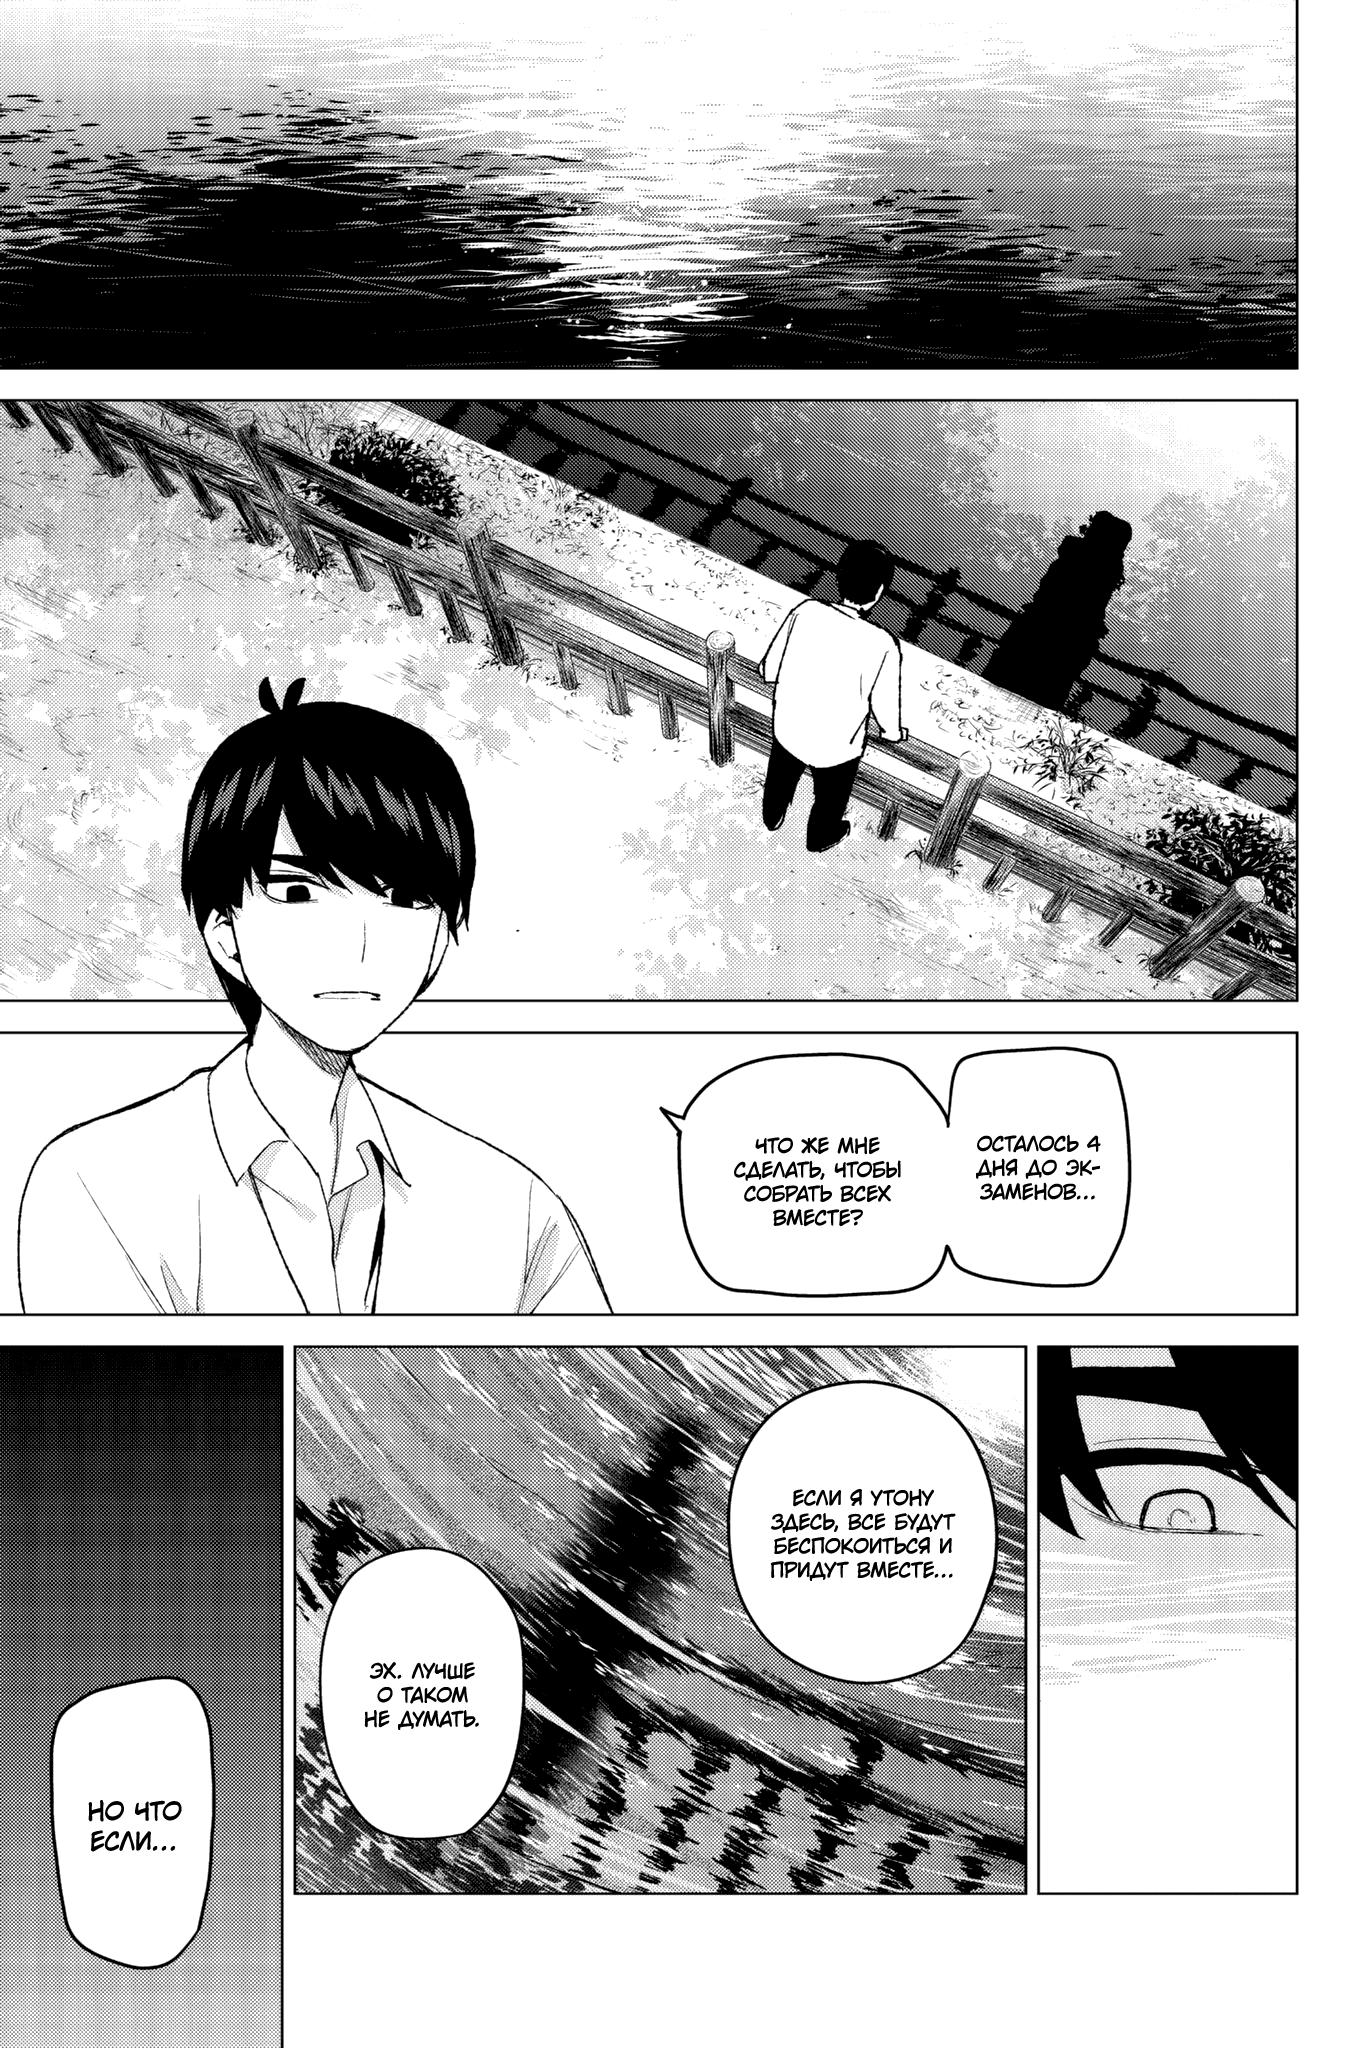 ОСТАЛОСЬ 4
ДНЯ ДО ЭК-
ЗАМЕНОВ...
ЧТО ЖЕ МНЕ
СДЕЛАТЬ, ЧТОБЫ
СОБРАТЬ ВСЕХ
ВМЕСТЕ?
ЕСЛИ Я УТОНУ
ЗДЕСЬ, ВСЕ БУДУТ
БЕСПОКОИТЬСЯ И
ПРИДУТ ВМЕСТЕ...
ЭХ. ЛУЧШЕ
О ТАКОМ
НЕ ДУМАТЬ.
НО ЧТО
ЕСЛИ...